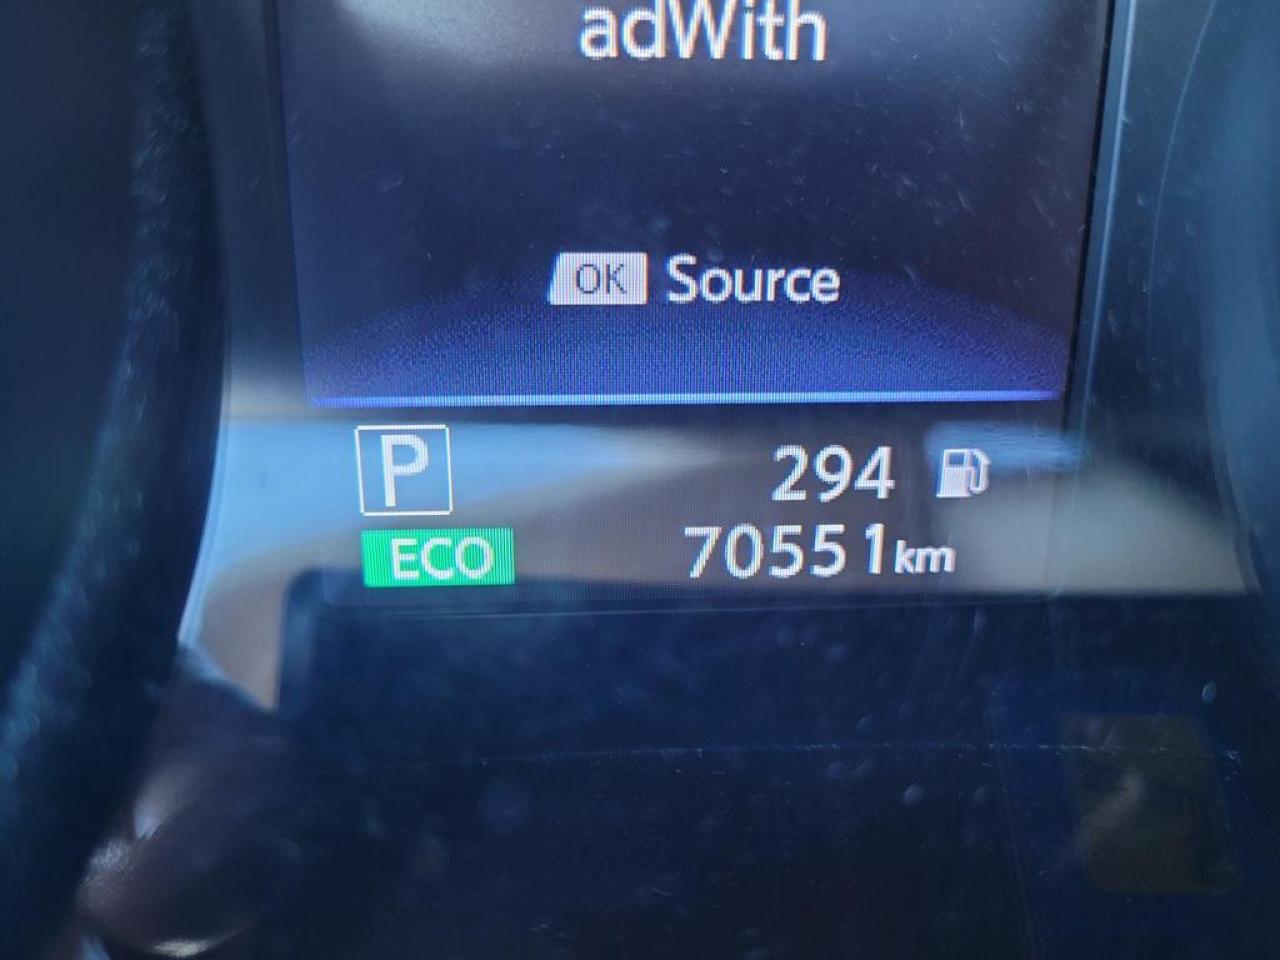 adWith
OK Source
P 294
ECO 70551km